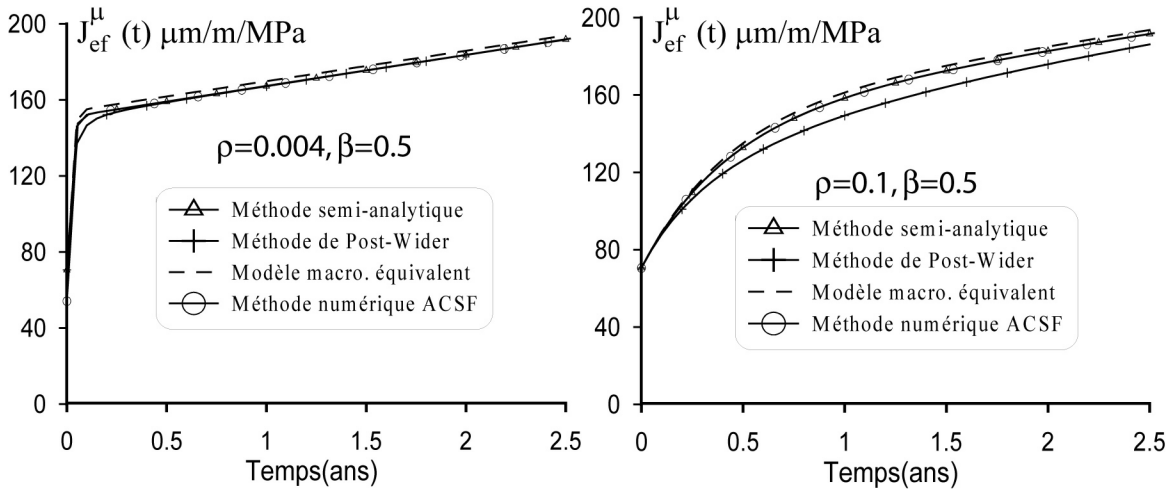 J_ef^μ (t) μm/m/MPa
200
160
120
80
40
0
ρ=0.004, β=0.5
Méthode semi-analytique
Méthode de Post-Wider
Modèle macro. équivalent
Méthode numérique ACSF
0 0.5 1 1.5 2 2.5
Temps(ans)
J_ef^μ (t) μm/m/MPa
200
160
120
80
40
0
ρ=0.1, β=0.5
Méthode semi-analytique
Méthode de Post-Wider
Modèle macro. équivalent
Méthode numérique ACSF
0 0.5 1 1.5 2 2.5
Temps(ans)